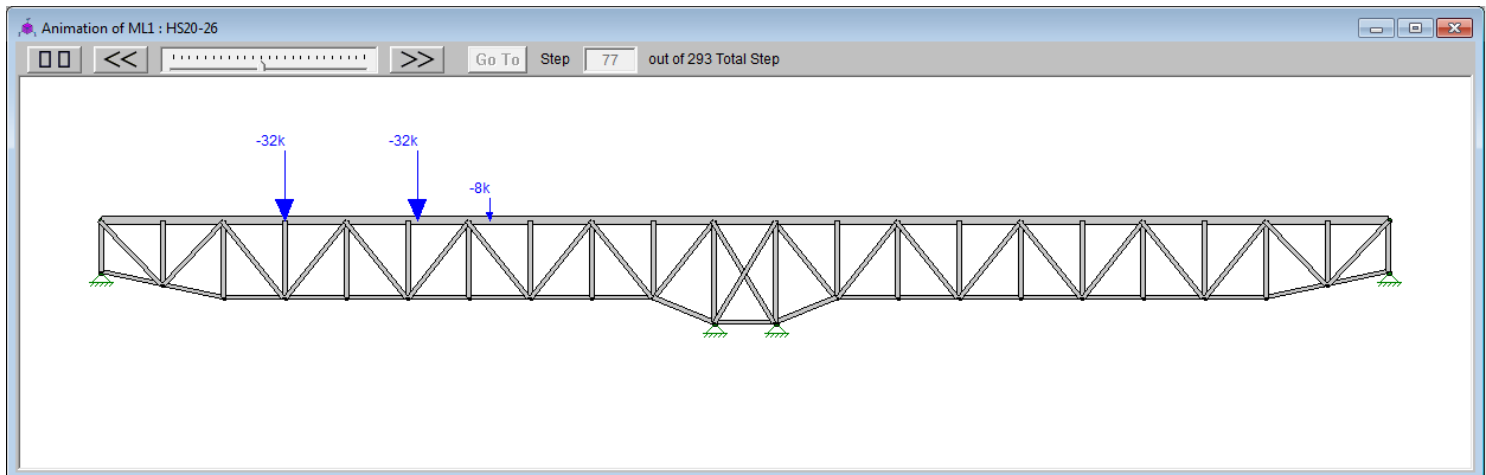 Animation of ML1 : HS20-26
<< >> Go To Step 77 out of 293 Total Step
-32k -32k
-8k